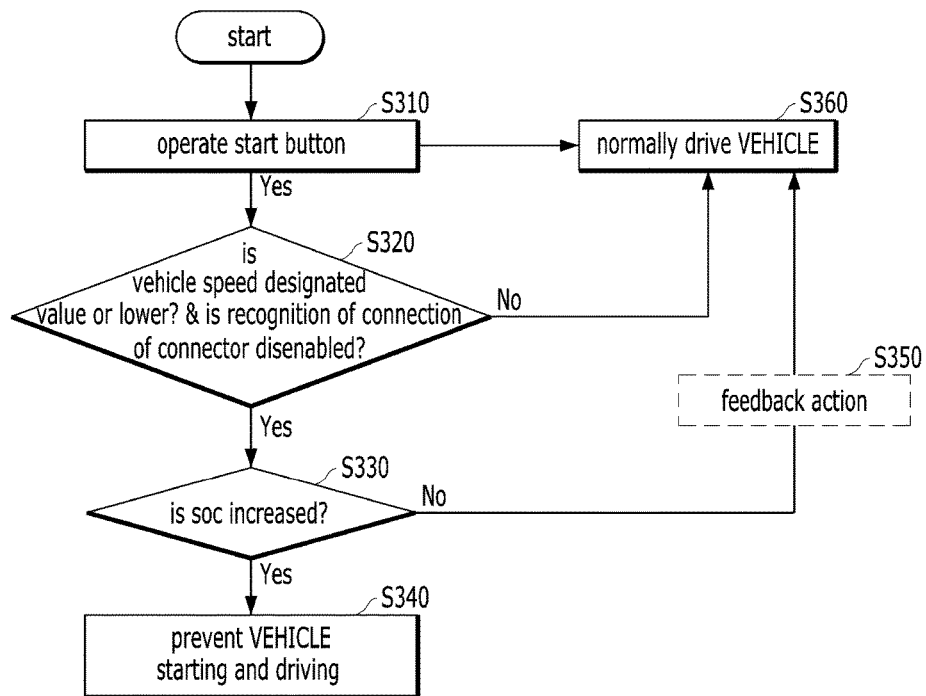 start
S310
operate start button
S360
normally drive VEHICLE
Yes
S320
is
vehicle speed designated
value or lower? & is recognition of connection
of connector disenabled?
No
S350
feedback action
Yes
S330
is soc increased?
No
Yes
S340
prevent VEHICLE
starting and driving